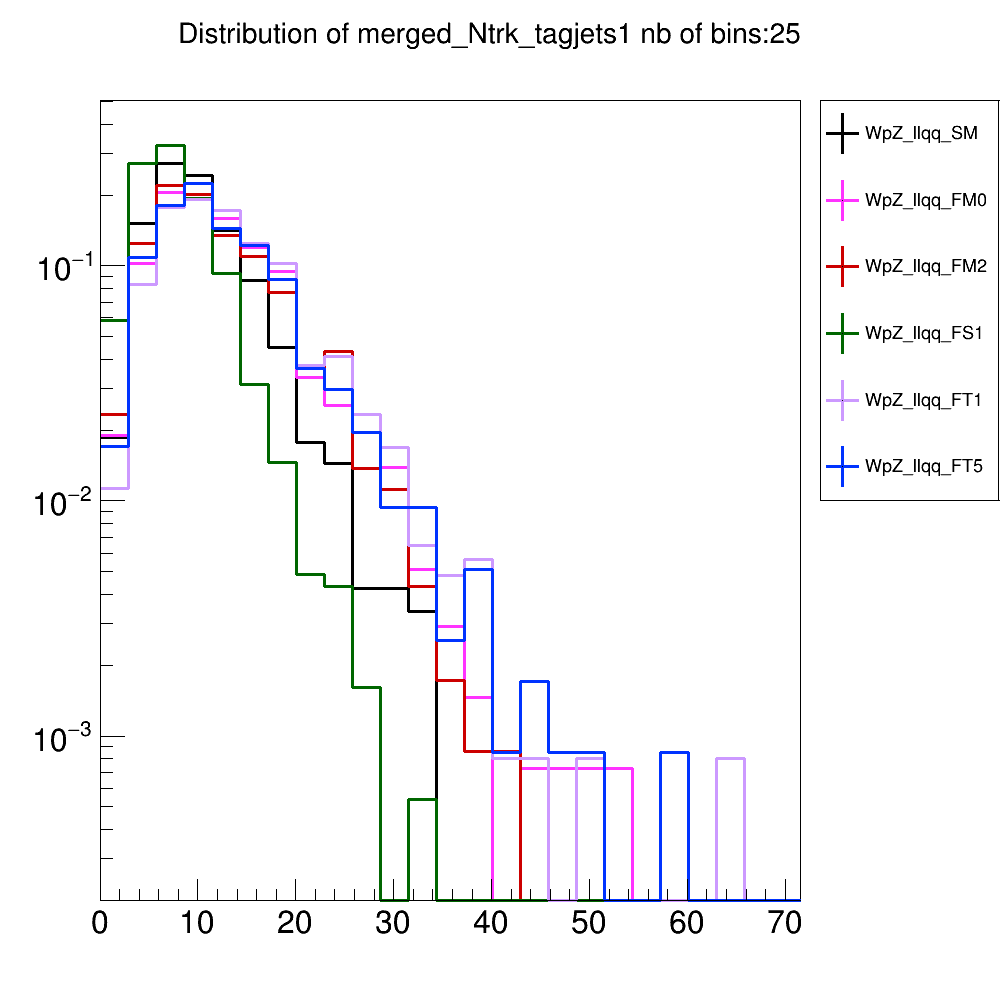 Distribution of merged_Ntrk_tagjets1 nb of bins:25
WpZ_llqq_SM
WpZ_llqq_FM0
WpZ_llqq_FM2
WpZ_llqq_FS1
WpZ_llqq_FT1
WpZ_llqq_FT5
10⁻¹
10⁻²
10⁻³
0 10 20 30 40 50 60 70